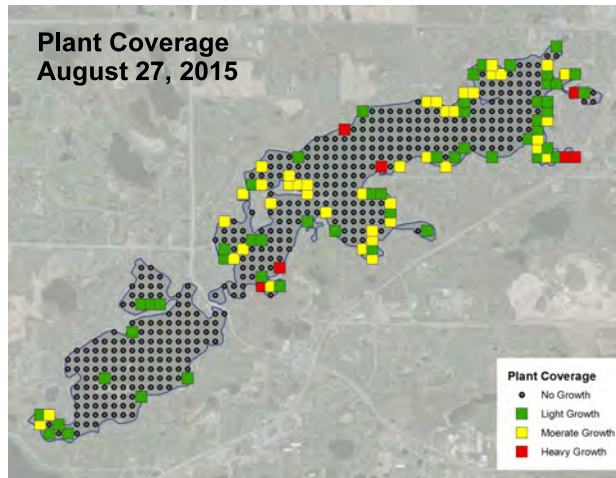 Plant Coverage
August 27, 2015
Plant Coverage
No Growth
Light Growth
Moerate Growth
Heavy Growth